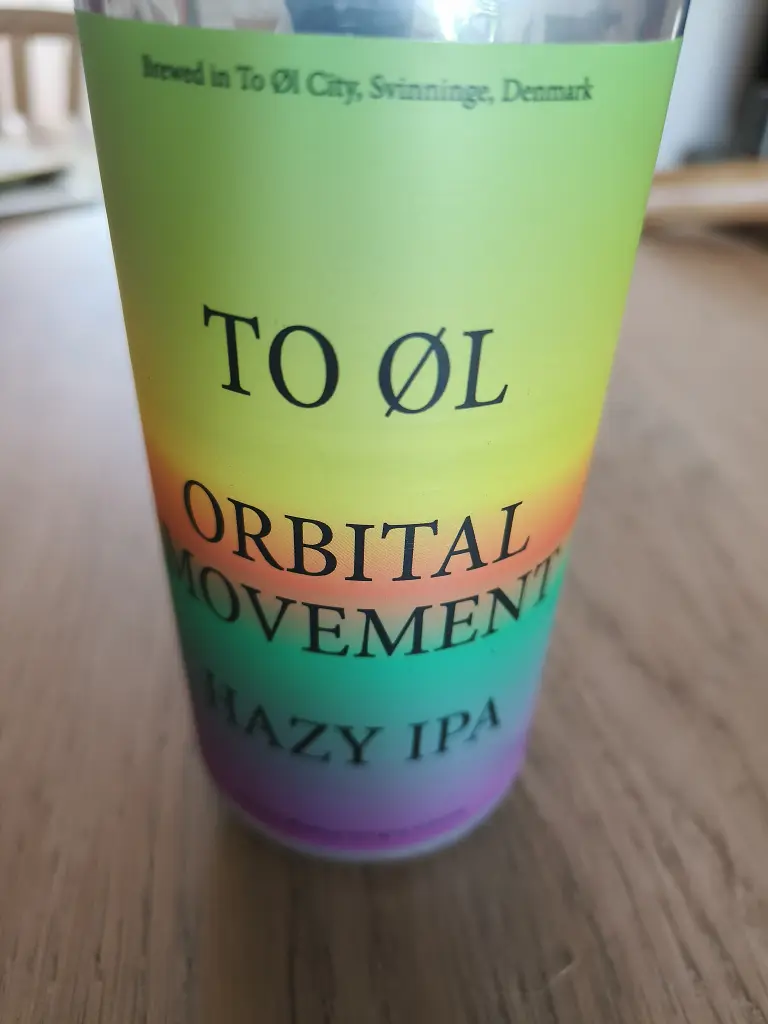 Brewed in To Øl City, Svinninge, Denmark
TO ØL
ORBITAL
MOVEMENT
HAZY IPA